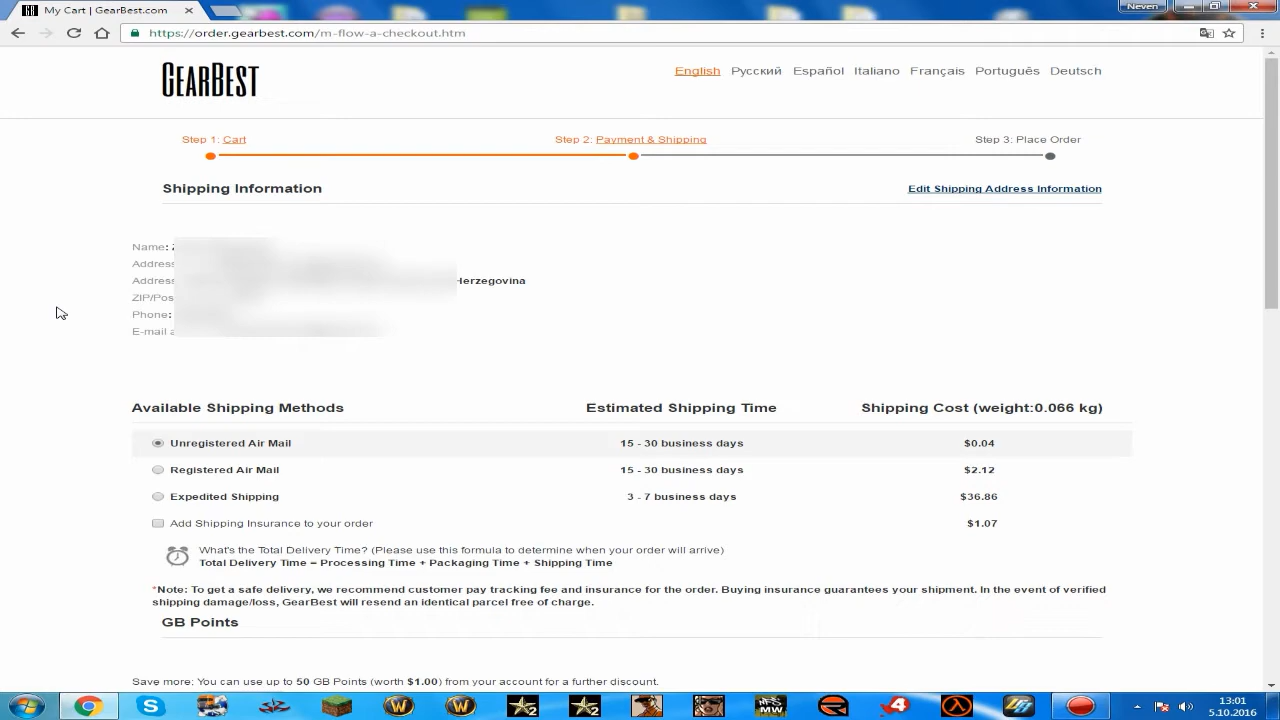 My Cart | GearBest.com
Neven
https://order.gearbest.com/m-flow-a-checkout.htm
GEARBEST
English Русский Español Italiano Français Português Deutsch
Step 1: Cart
Step 2: Payment & Shipping
Step 3: Place Order
Shipping Information
Edit Shipping Address Information
Name:
Address
Address Herzegovina
ZIP/Pos
Phone:
E-mail a
Available Shipping Methods Estimated Shipping Time Shipping Cost (weight:0.066 kg)
Unregistered Air Mail 15 - 30 business days $0.04
Registered Air Mail 15 - 30 business days $2.12
Expedited Shipping 3 - 7 business days $36.86
Add Shipping Insurance to your order $1.07
What's the Total Delivery Time? (Please use this formula to determine when your order will arrive)
Total Delivery Time = Processing Time + Packaging Time + Shipping Time
*Note: To get a safe delivery, we recommend customer pay tracking fee and insurance for the order. Buying insurance guarantees your shipment. In the event of verified
shipping damage/loss, GearBest will resend an identical parcel free of charge.
GB Points
Save more: You can use up to 50 GB Points (worth $1.00) from your account for a further discount.
13:01
5.10.2016